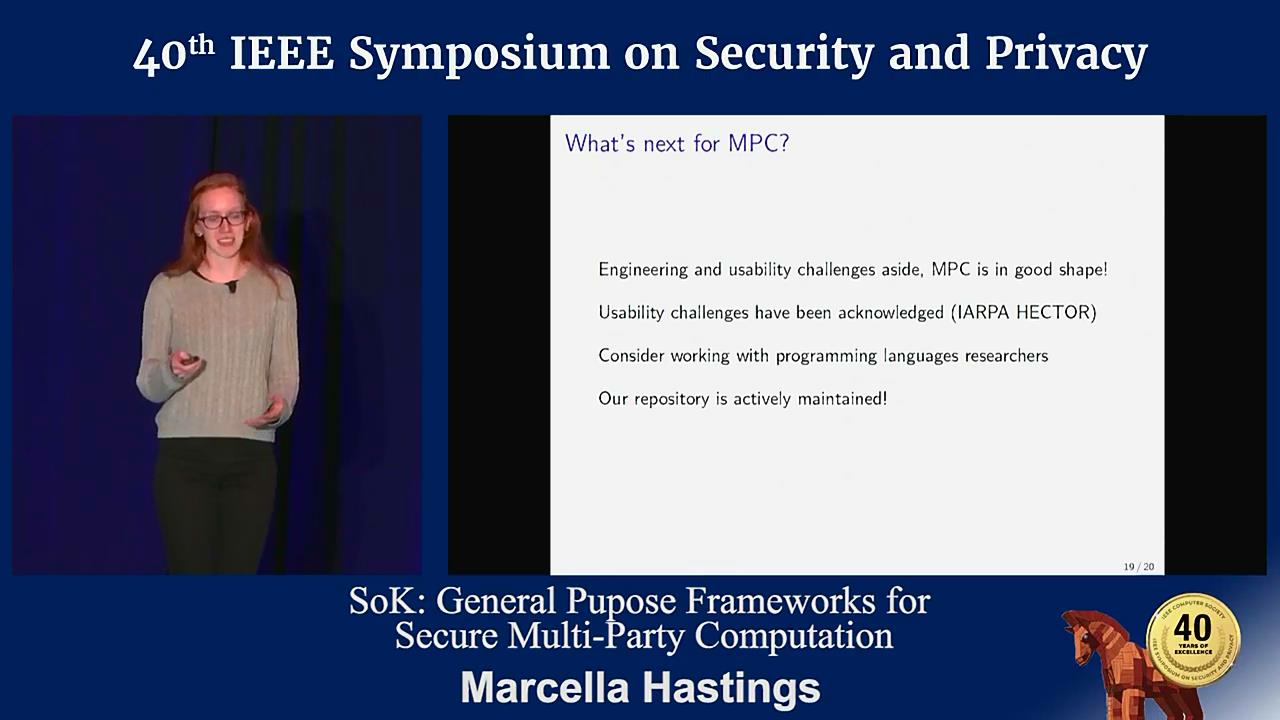 40th IEEE Symposium on Security and Privacy
What's next for MPC?
Engineering and usability challenges aside, MPC is in good shape!
Usability challenges have been acknowledged (IARPA HECTOR)
Consider working with programming languages researchers
Our repository is actively maintained!
19 / 20
SoK: General Pupose Frameworks for
Secure Multi-Party Computation
Marcella Hastings
IEEE COMPUTER SOCIETY
40
YEARS OF
EXCELLENCE
IEEE SYMPOSIUM ON SECURITY AND PRIVACY